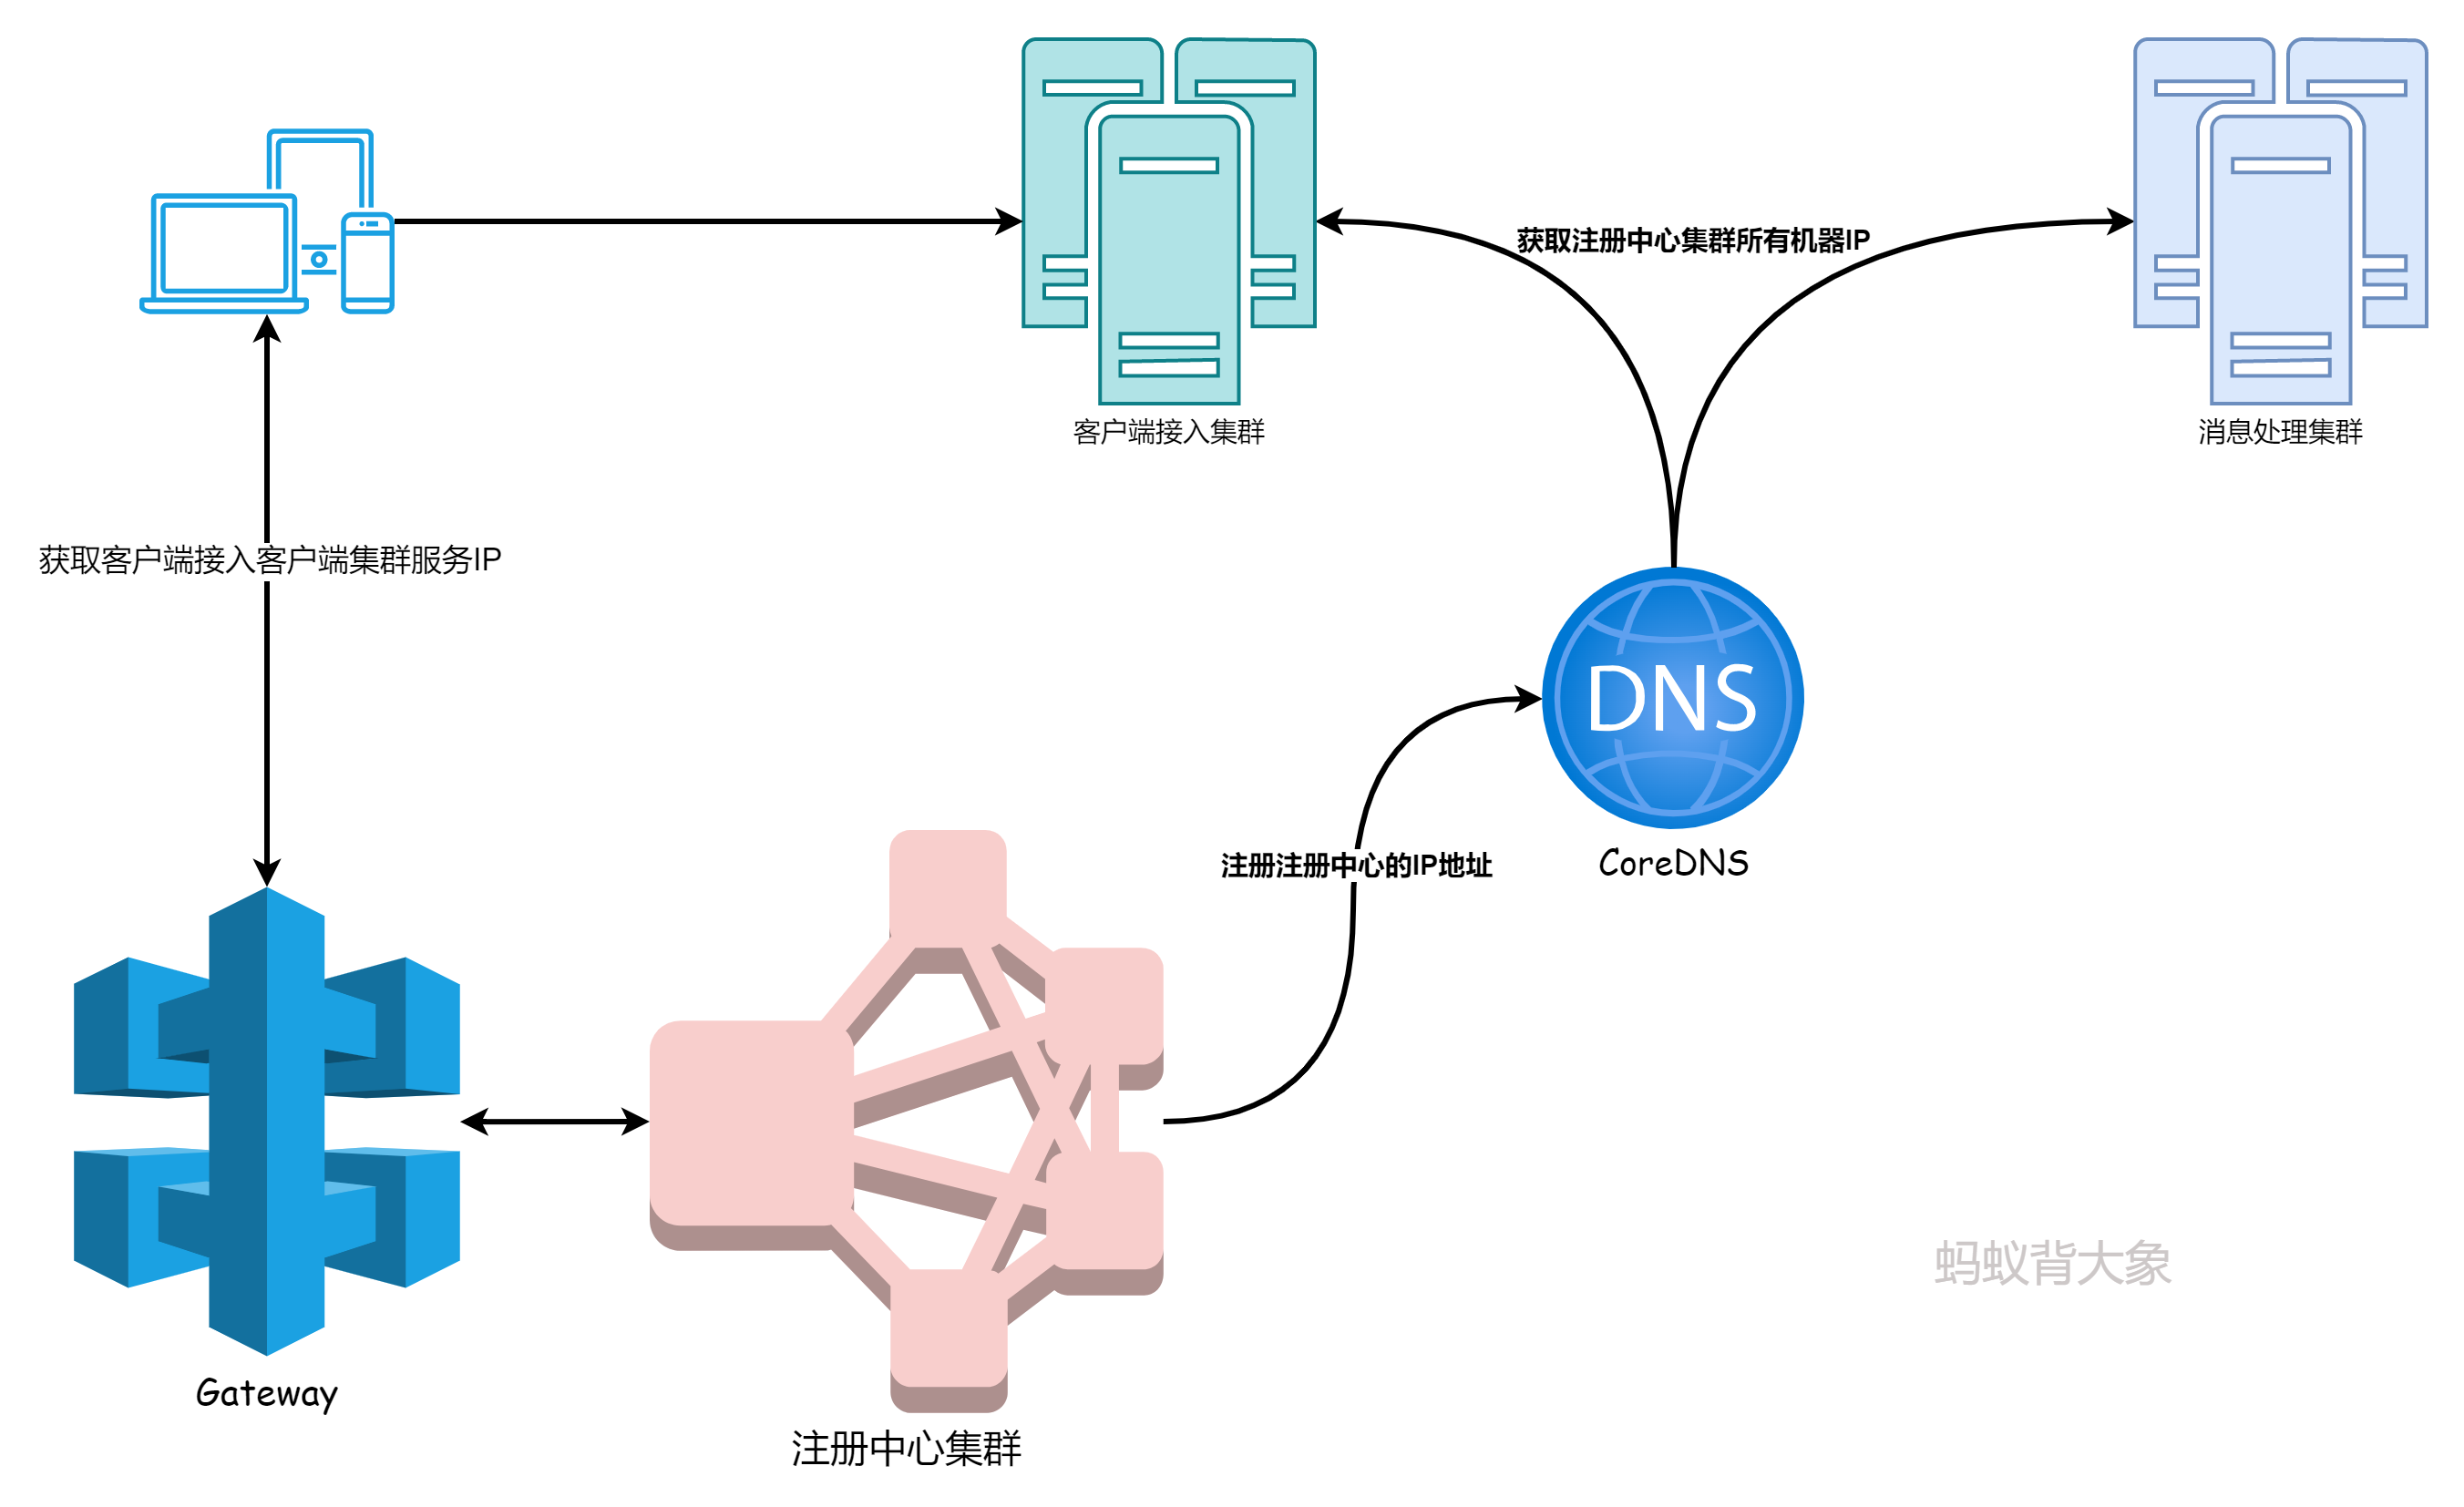 获取注册中心集群所有机器IP
客户端接入集群
消息处理集群
获取客户端接入客户端集群服务IP
DNS
注册注册中心的IP地址
CoreDNS
蚂蚁背大象
Gateway
注册中心集群